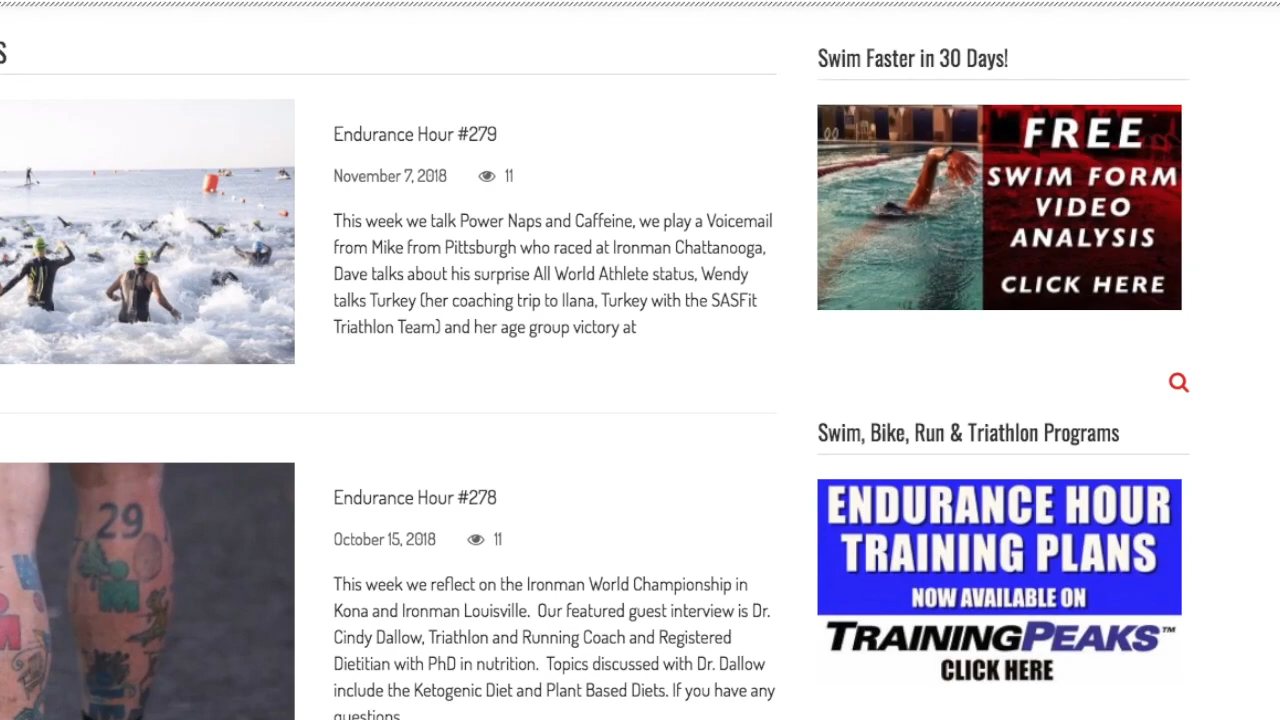 S
Swim Faster in 30 Days!
Endurance Hour #279
November 7, 2018 11
This week we talk Power Naps and Caffeine, we play a Voicemail
from Mike from Pittsburgh who raced at Ironman Chattanooga,
Dave talks about his surprise All World Athlete status, Wendy
talks Turkey (her coaching trip to Ilana, Turkey with the SASFit
Triathlon Team) and her age group victory at
FREE
SWIM FORM
VIDEO
ANALYSIS
CLICK HERE
Swim, Bike, Run & Triathlon Programs
29
Endurance Hour #278
October 15, 2018 11
This week we reflect on the Ironman World Championship in
Kona and Ironman Louisville. Our featured guest interview is Dr.
Cindy Dallow, Triathlon and Running Coach and Registered
Dietitian with PhD in nutrition. Topics discussed with Dr. Dallow
include the Ketogenic Diet and Plant Based Diets. If you have any
questions
ENDURANCE HOUR
TRAINING PLANS
NOW AVAILABLE ON
TRAININGPEAKS™
CLICK HERE